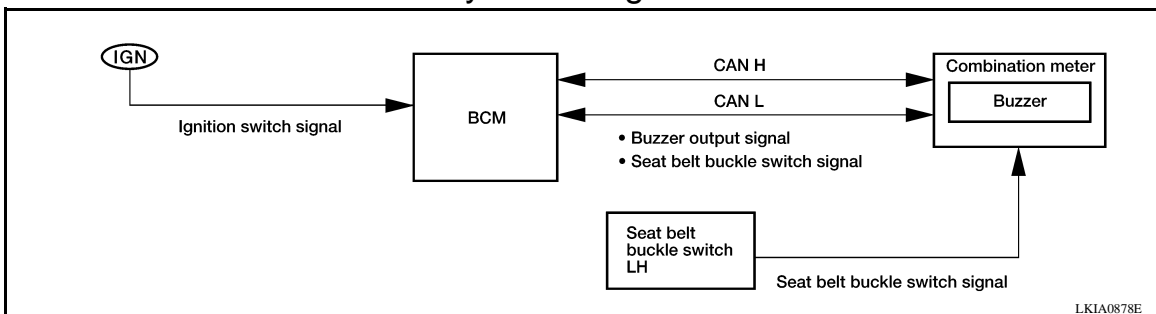 IGN
Ignition switch signal
BCM
CAN H
CAN L
• Buzzer output signal
• Seat belt buckle switch signal
Combination meter
Buzzer
Seat belt
buckle switch
LH
Seat belt buckle switch signal
LKIA0878E